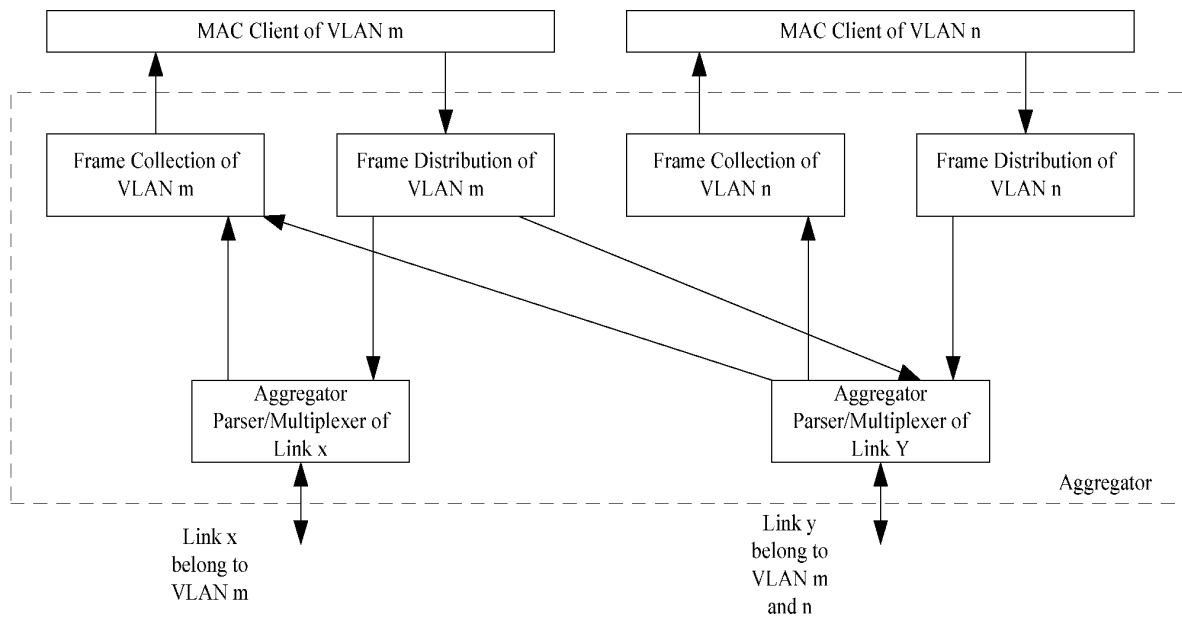 MAC Client of VLAN m
MAC Client of VLAN n
Frame Collection of
VLAN m
Frame Distribution of
VLAN m
Frame Collection of
VLAN n
Frame Distribution of
VLAN n
Aggregator
Parser/Multiplexer of
Link x
Aggregator
Parser/Multiplexer of
Link Y
Aggregator
Link x
belong to
VLAN m
Link y
belong to
VLAN m
and n